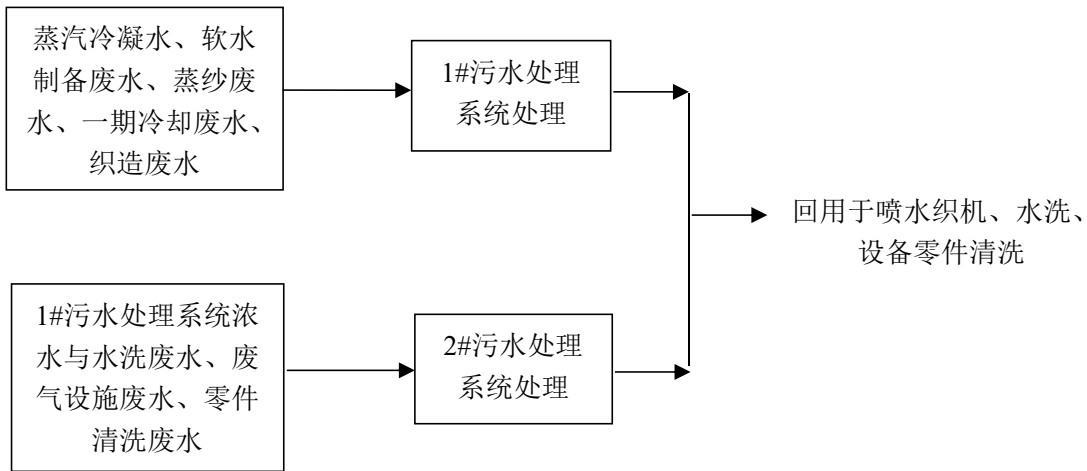 蒸汽冷凝水、软水
制备废水、蒸纱废
水、一期冷却废水、
织造废水
1#污水处理
系统处理
回用于喷水织机、水洗、
设备零件清洗
1#污水处理系统浓
水与水洗废水、废
气设施废水、零件
清洗废水
2#污水处理
系统处理